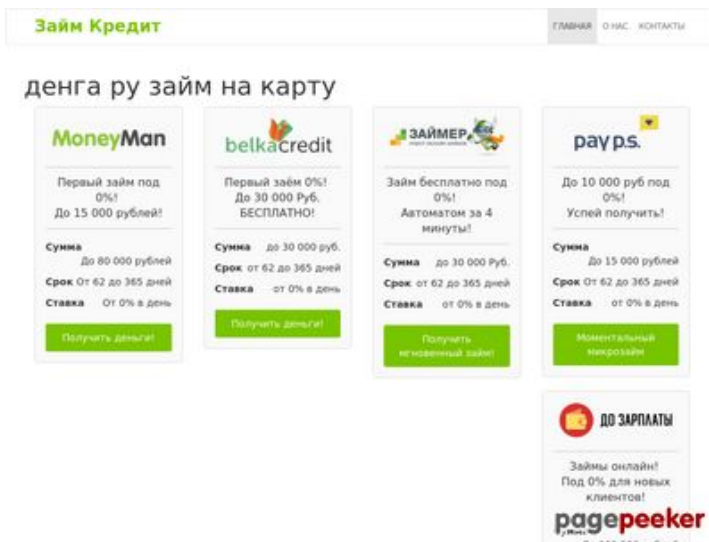 Займ Кредит
ГЛАВНАЯ О НАС КОНТАКТЫ
денга ру займ на карту
MoneyMan
Первый займ под
0%!
До 15 000 рублей!
Сумма
До 80 000 рублей
Срок От 62 до 365 дней
Ставка От 0% в день
Получить деньги!
belkacredit
Первый заём 0%!
До 30 000 Руб.
БЕСПЛАТНО!
Сумма до 30 000 руб.
Срок от 62 до 365 дней
Ставка от 0% в день
Получить деньги!
ЗАЙМЕР
Займ бесплатно под
0%!
Автоматом за 4
минуты!
Сумма до 30 000 Руб.
Срок от 62 до 365 дней
Ставка от 0% в день
Получить
мгновенный займ!
pay p.s.
До 10 000 руб под
0%!
Успей получить!
Сумма
До 15 000 рублей
Срок От 62 до 365 дней
Ставка от 0% в день
Моментальный
микрозайм
ДО ЗАРПЛАТЫ
Займы онлайн!
Под 0% для новых
клиентов!
pagepeeker